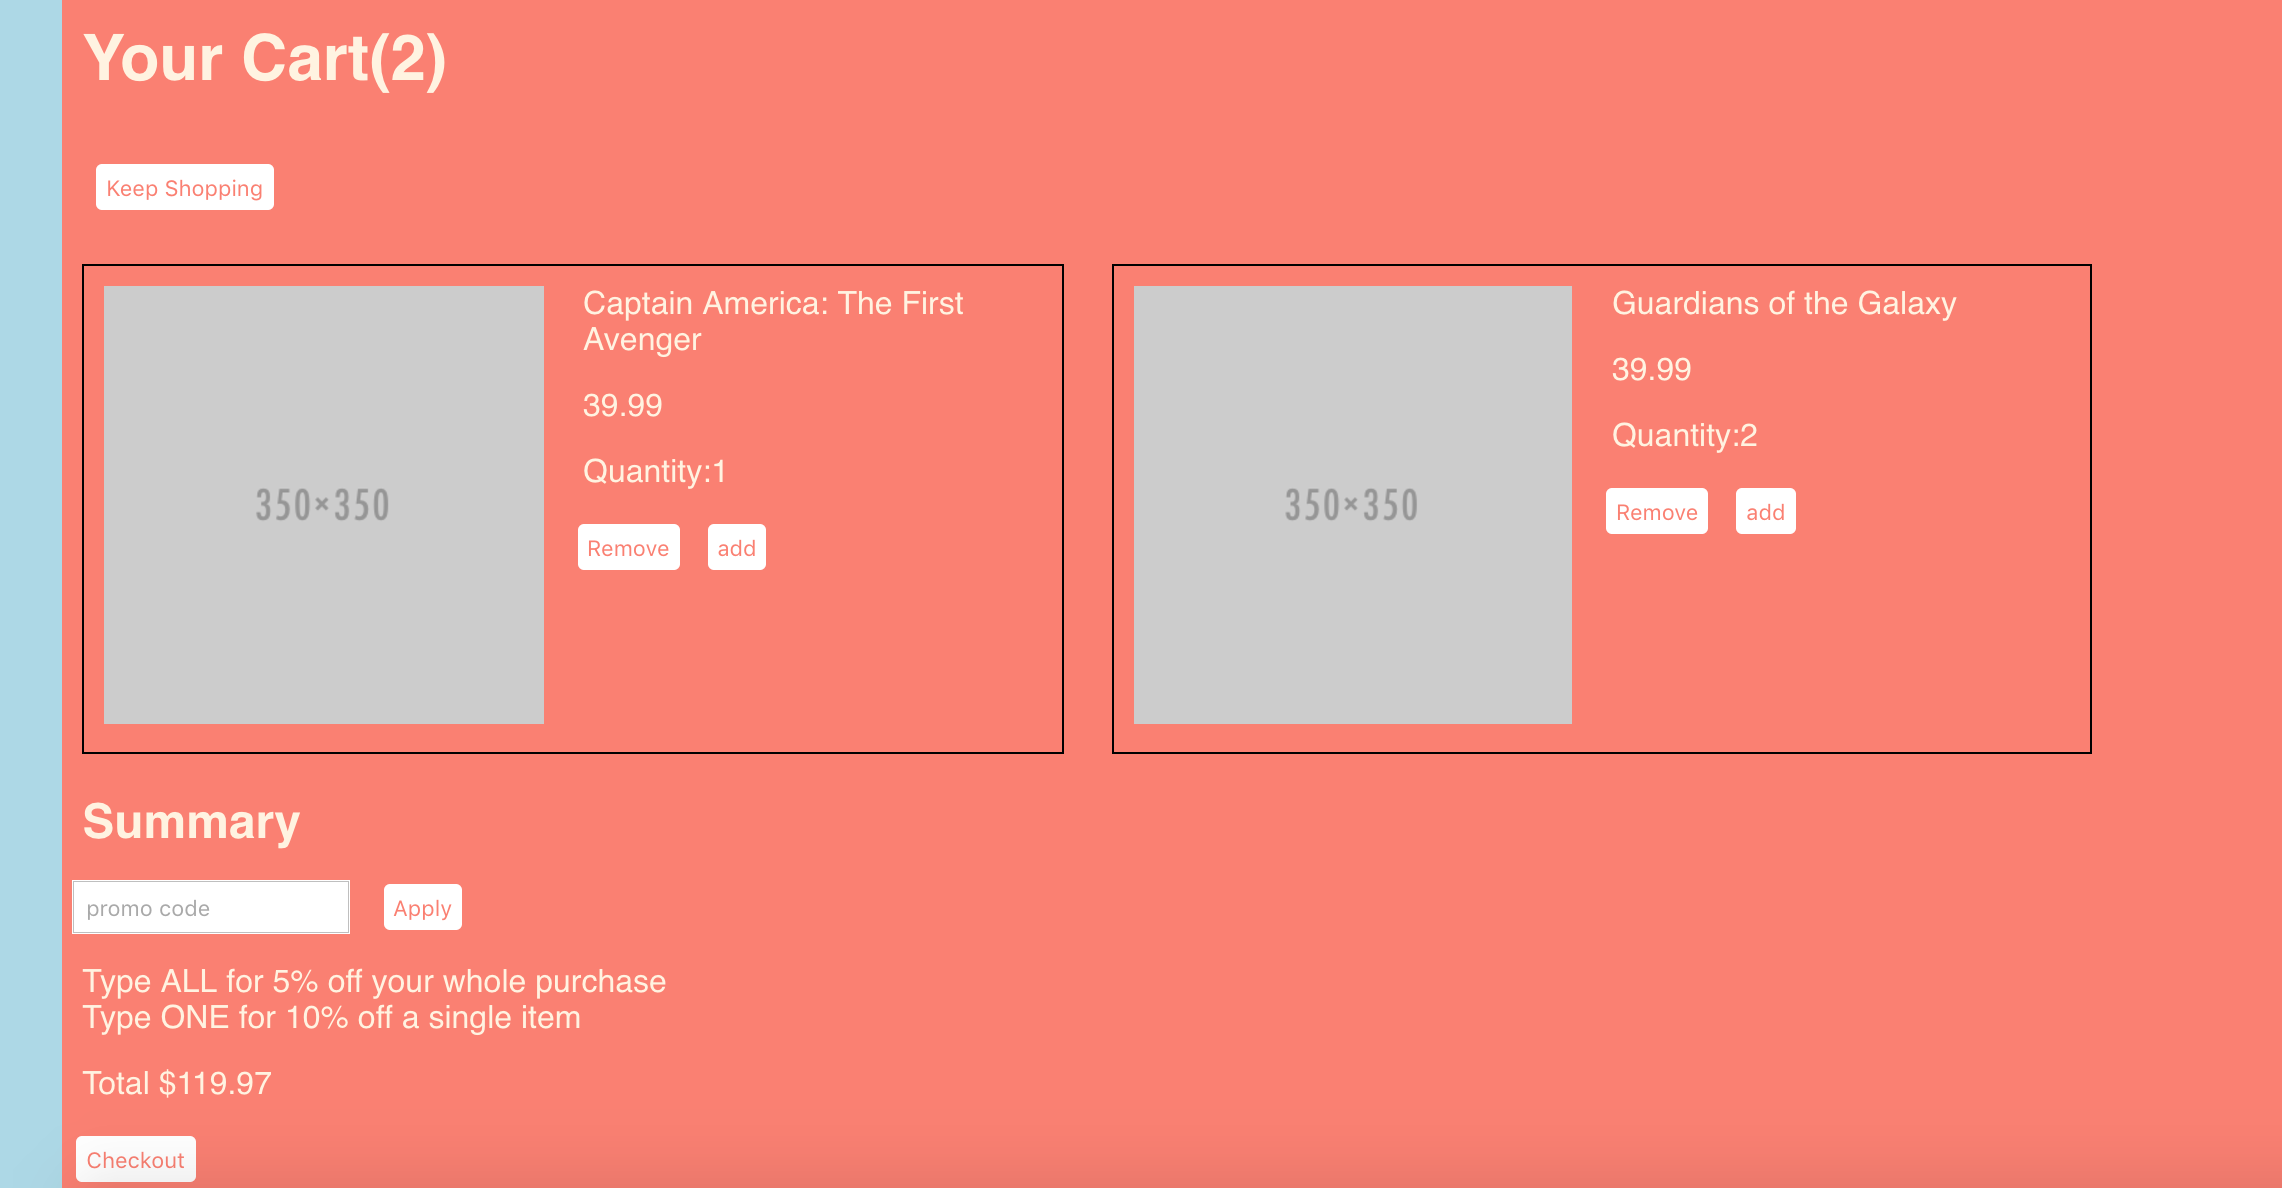 Your Cart(2)
Keep Shopping
350×350
Captain America: The First
Avenger
39.99
Quantity:1
Remove
add
350×350
Guardians of the Galaxy
39.99
Quantity:2
Remove
add
Summary
promo code
Apply
Type ALL for 5% off your whole purchase
Type ONE for 10% off a single item
Total $119.97
Checkout